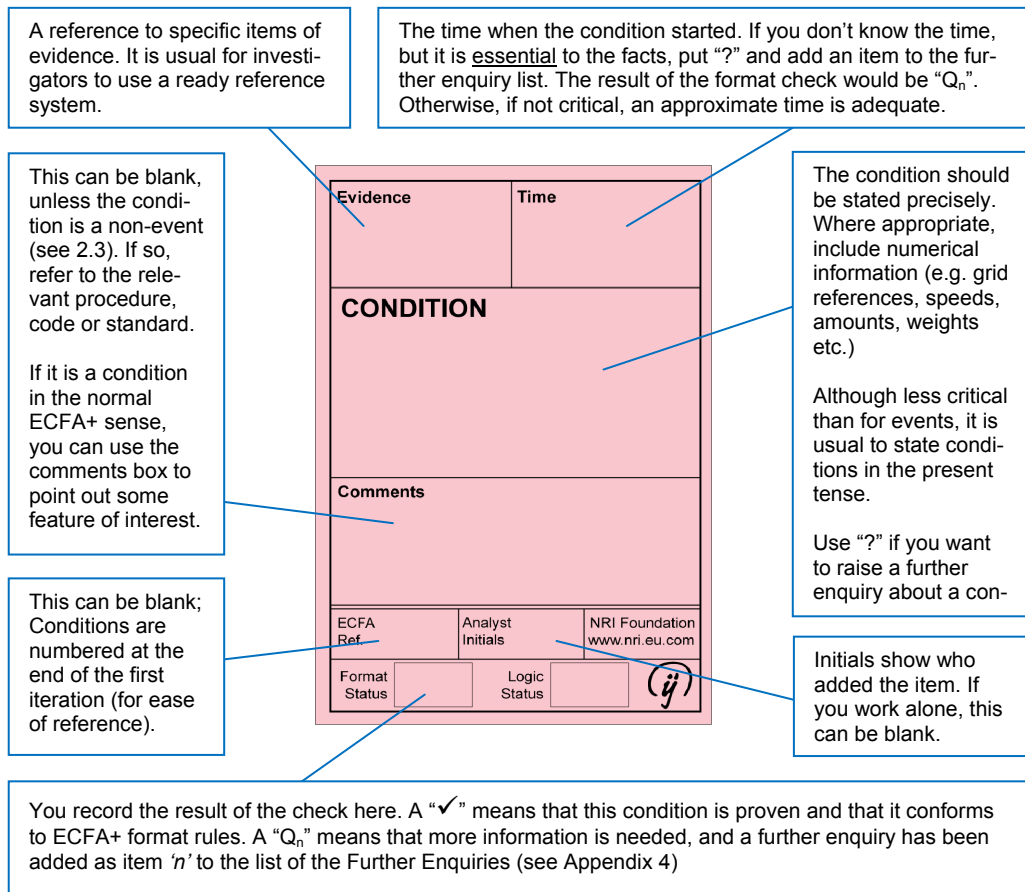 A reference to specific items of
evidence. It is usual for investi-
gators to use a ready reference
system.
The time when the condition started. If you don't know the time,
but it is essential to the facts, put "?" and add an item to the fur-
ther enquiry list. The result of the format check would be "Qn".
Otherwise, if not critical, an approximate time is adequate.
This can be blank,
unless the condi-
tion is a non-event
(see 2.3). If so,
refer to the rele-
vant procedure,
code or standard.
If it is a condition
in the normal
ECFA+ sense,
you can use the
comments box to
point out some
feature of interest.
This can be blank;
Conditions are
numbered at the
end of the first
iteration (for ease
of reference).
Evidence
Time
CONDITION
Comments
ECFA
Ref.
Analyst
Initials
NRI Foundation
www.nri.eu.com
Format
Status
Logic
Status
ij
The condition should
be stated precisely.
Where appropriate,
include numerical
information (e.g. grid
references, speeds,
amounts, weights
etc.)
Although less critical
than for events, it is
usual to state condi-
tions in the present
tense.
Use "?" if you want
to raise a further
enquiry about a con-
Initials show who
added the item. If
you work alone, this
can be blank.
You record the result of the check here. A "✓" means that this condition is proven and that it conforms
to ECFA+ format rules. A "Qn" means that more information is needed, and a further enquiry has been
added as item 'n' to the list of the Further Enquiries (see Appendix 4)